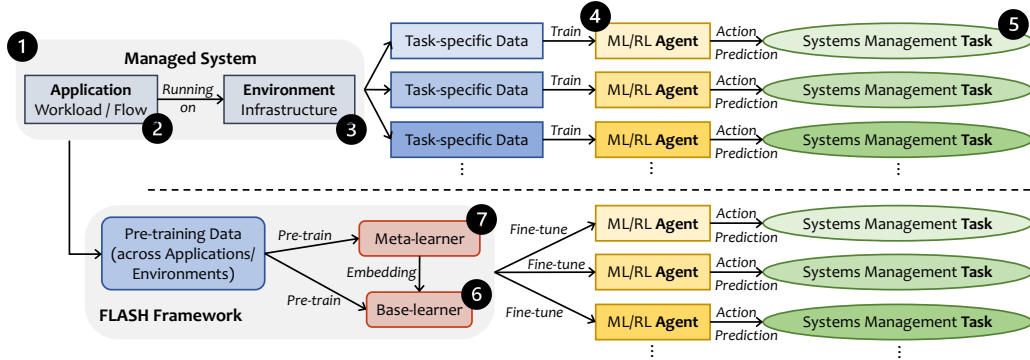 1
Managed System
Application
Workload / Flow
2
Running
on
Environment
Infrastructure
3
Task-specific Data
Train
4
ML/RL Agent
Action
Prediction
Systems Management Task
5
Task-specific Data
Train
ML/RL Agent
Action
Prediction
Systems Management Task
Task-specific Data
Train
ML/RL Agent
Action
Prediction
Systems Management Task
...
...
...
Pre-training Data
(across Applications/
Environments)
Pre-train
Pre-train
Meta-learner
7
Embedding
Base-learner
6
FLASH Framework
Fine-tune
ML/RL Agent
Action
Prediction
Systems Management Task
Fine-tune
ML/RL Agent
Action
Prediction
Systems Management Task
Fine-tune
ML/RL Agent
Action
Prediction
Systems Management Task
...
...